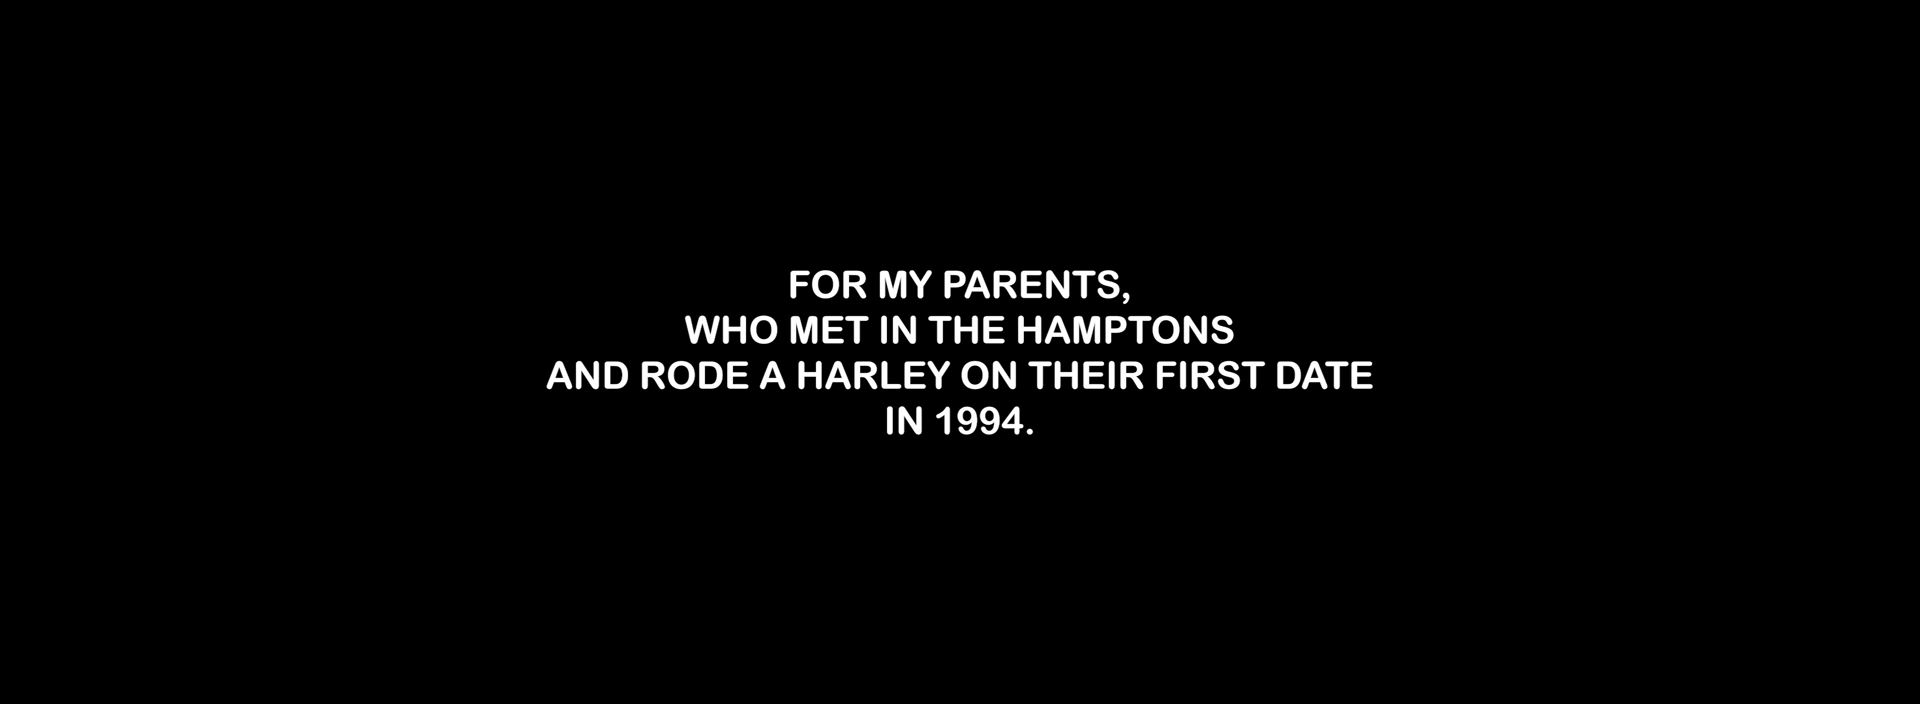 FOR MY PARENTS,
WHO MET IN THE HAMPTONS
AND RODE A HARLEY ON THEIR FIRST DATE
IN 1994.